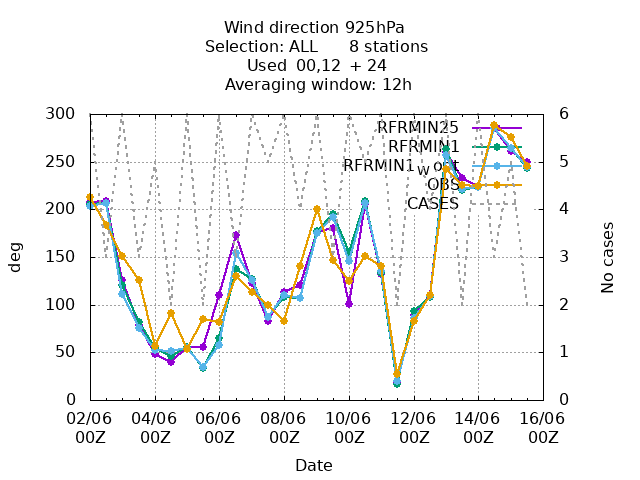 Wind direction 925hPa
Selection: ALL 8 stations
Used 00,12 + 24
Averaging window: 12h
300 6
RFRMIN25
RFRMIN1
250 5
RFRMIN1w out
OBS
CASES
200 4
deg
150 3
No cases
100 2
50 1
0 0
02/06 04/06 06/06 08/06 10/06 12/06 14/06 16/06
00Z 00Z 00Z 00Z 00Z 00Z 00Z 00Z
Date